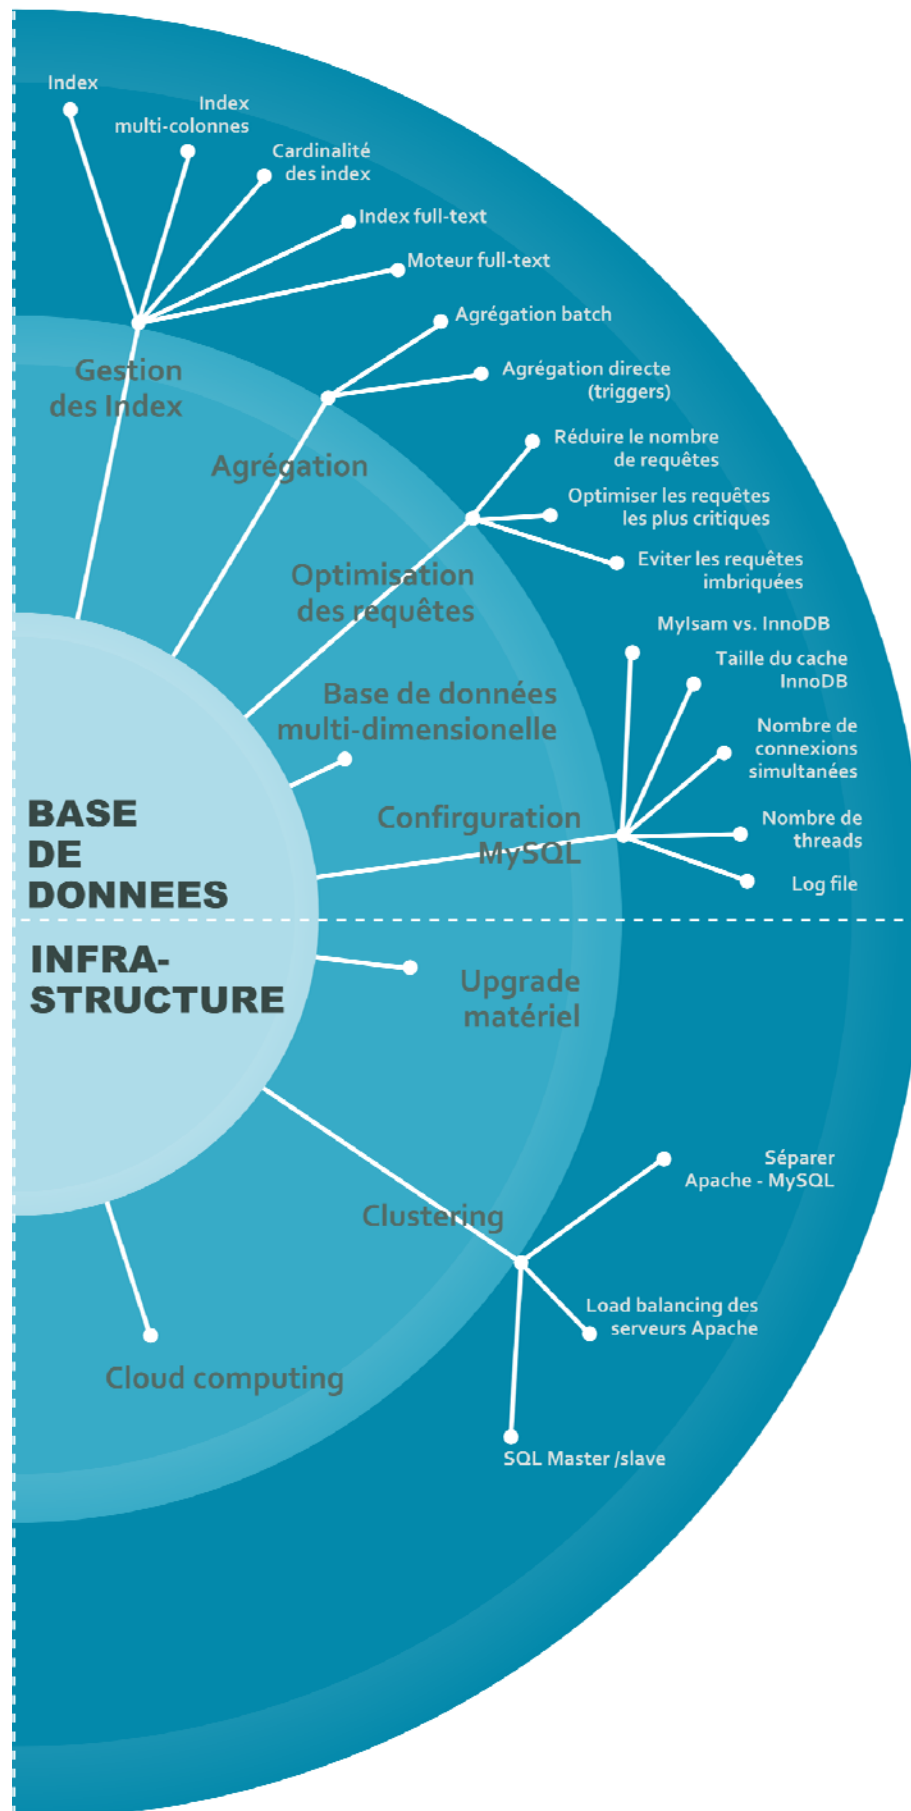 Index
Index
multi-colonnes
Cardinalité
des index
Index full-text
Moteur full-text
Agrégation batch
Agrégation directe
(triggers)
Gestion
des Index
Agrégation
Réduire le nombre
de requêtes
Optimiser les requêtes
les plus critiques
Eviter les requêtes
imbriquées
Optimisation
des requêtes
MyIsam vs. InnoDB
Taille du cache
InnoDB
Nombre de
connexions
simultanées
Nombre de
threads
Log file
Base de données
multi-dimensionelle
Confirguration
MySQL
BASE
DE
DONNEES
INFRA-
STRUCTURE
Upgrade
matériel
Séparer
Apache - MySQL
Clustering
Load balancing des
serveurs Apache
Cloud computing
SQL Master /slave